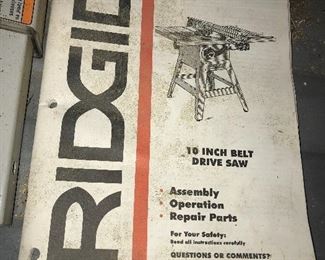 RIDGID
10 INCH BELT
DRIVE SAW
• Assembly
• Operation
• Repair Parts
For Your Safety:
Read all instructions carefully
QUESTIONS OR COMMENTS?